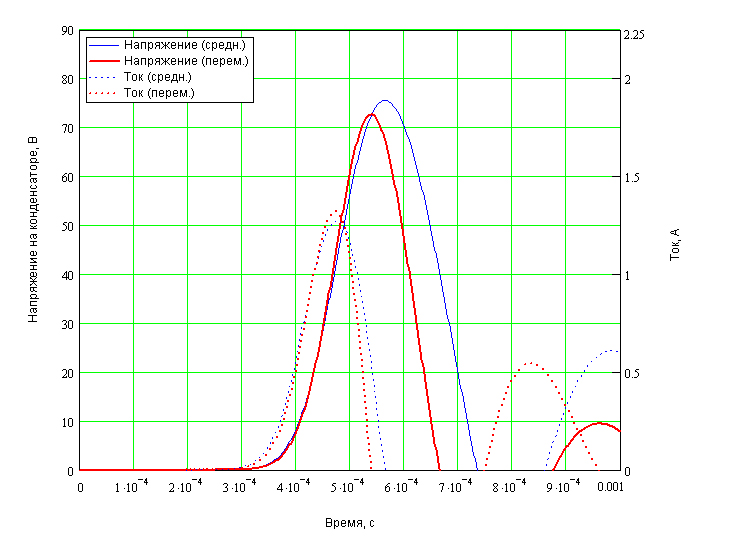 90
2.25
Напряжение (средн.)
Напряжение (перем.)
80
Ток (средн.)
2
Ток (перем.)
70
60
1.5
50
Напряжение на конденсаторе, В
Ток, А
40
1
30
20
0.5
10
0
0
0 1·10⁻⁴ 2·10⁻⁴ 3·10⁻⁴ 4·10⁻⁴ 5·10⁻⁴ 6·10⁻⁴ 7·10⁻⁴ 8·10⁻⁴ 9·10⁻⁴ 0.001
Время, с